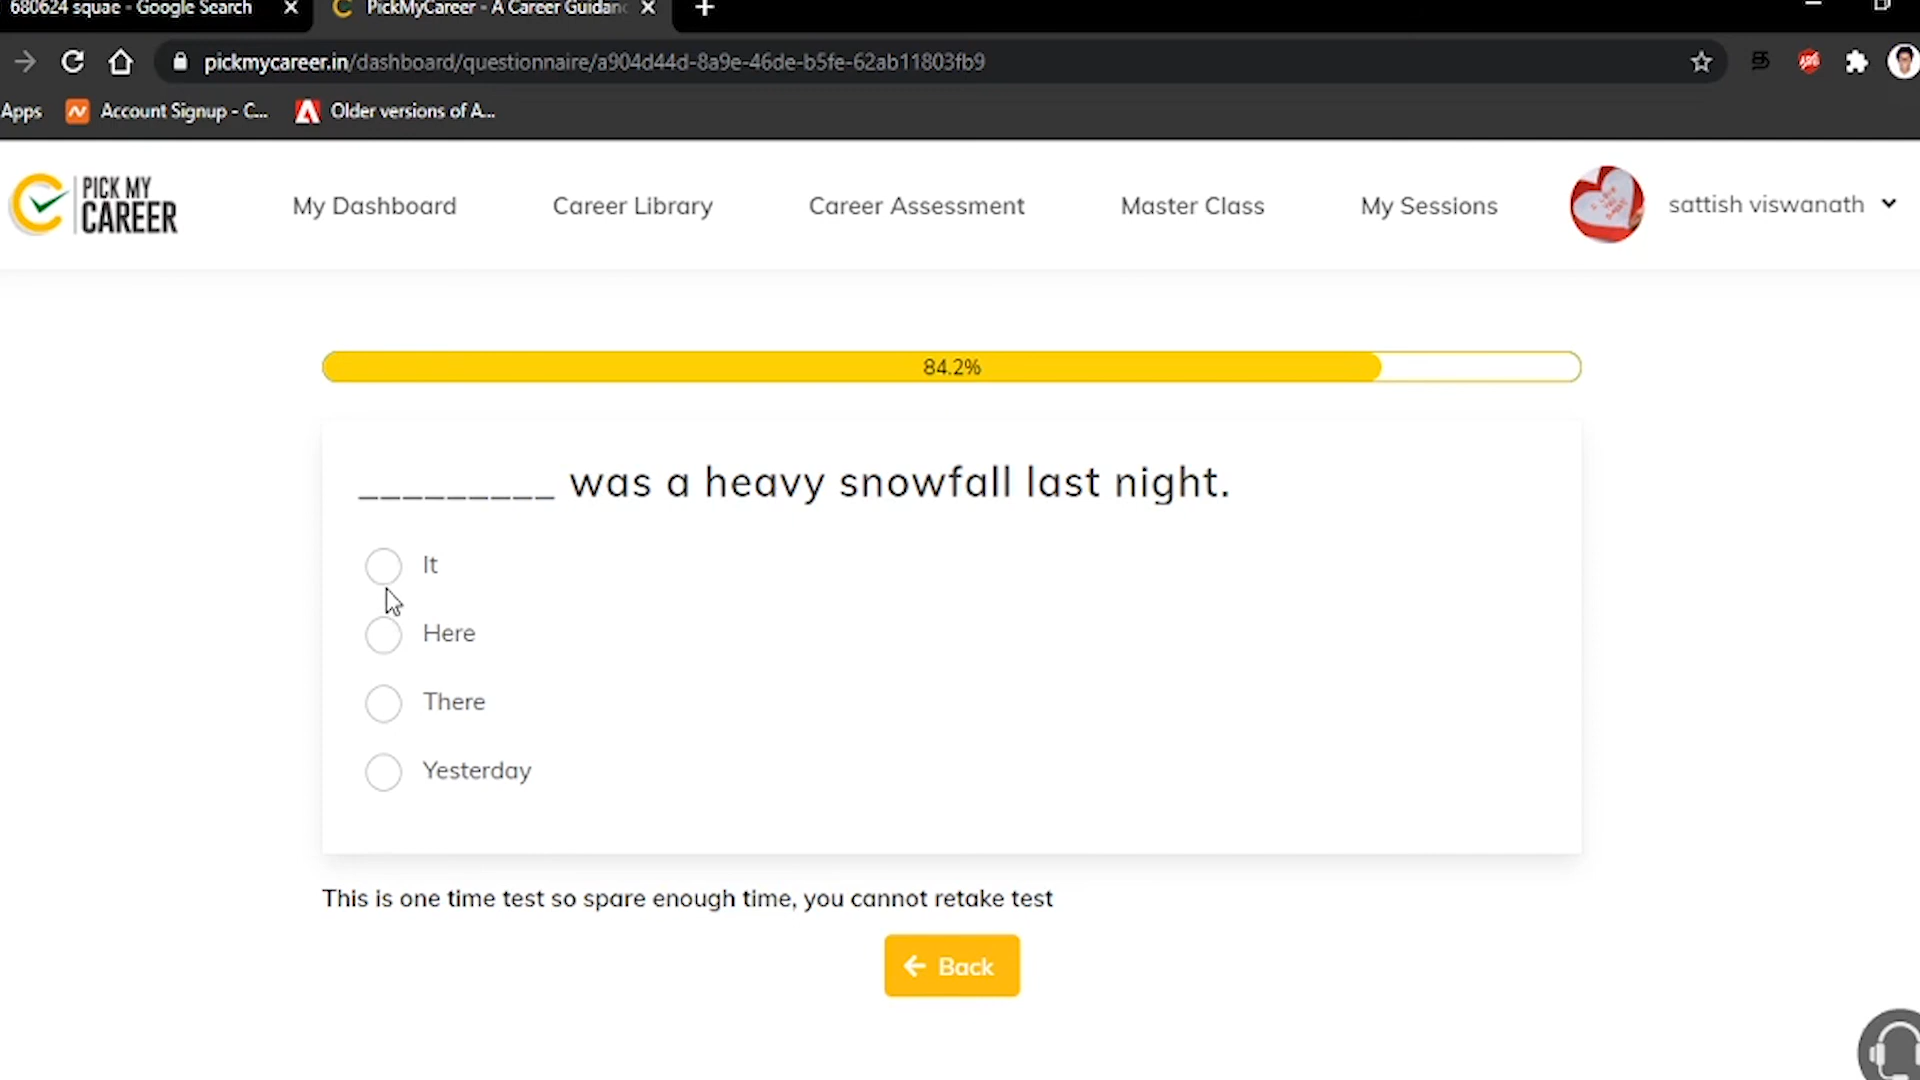 680624 squae - Google Search
PickMyCareer - A Career Guidanc
pickmycareer.in/dashboard/questionnaire/a904d44d-8a9e-46de-b5fe-62ab11803fb9
Apps
Account Signup - C...
Older versions of A...
PICK MY
CAREER
My Dashboard
Career Library
Career Assessment
Master Class
My Sessions
sattish viswanath
84.2%
_________ was a heavy snowfall last night.
It
Here
There
Yesterday
This is one time test so spare enough time, you cannot retake test
Back